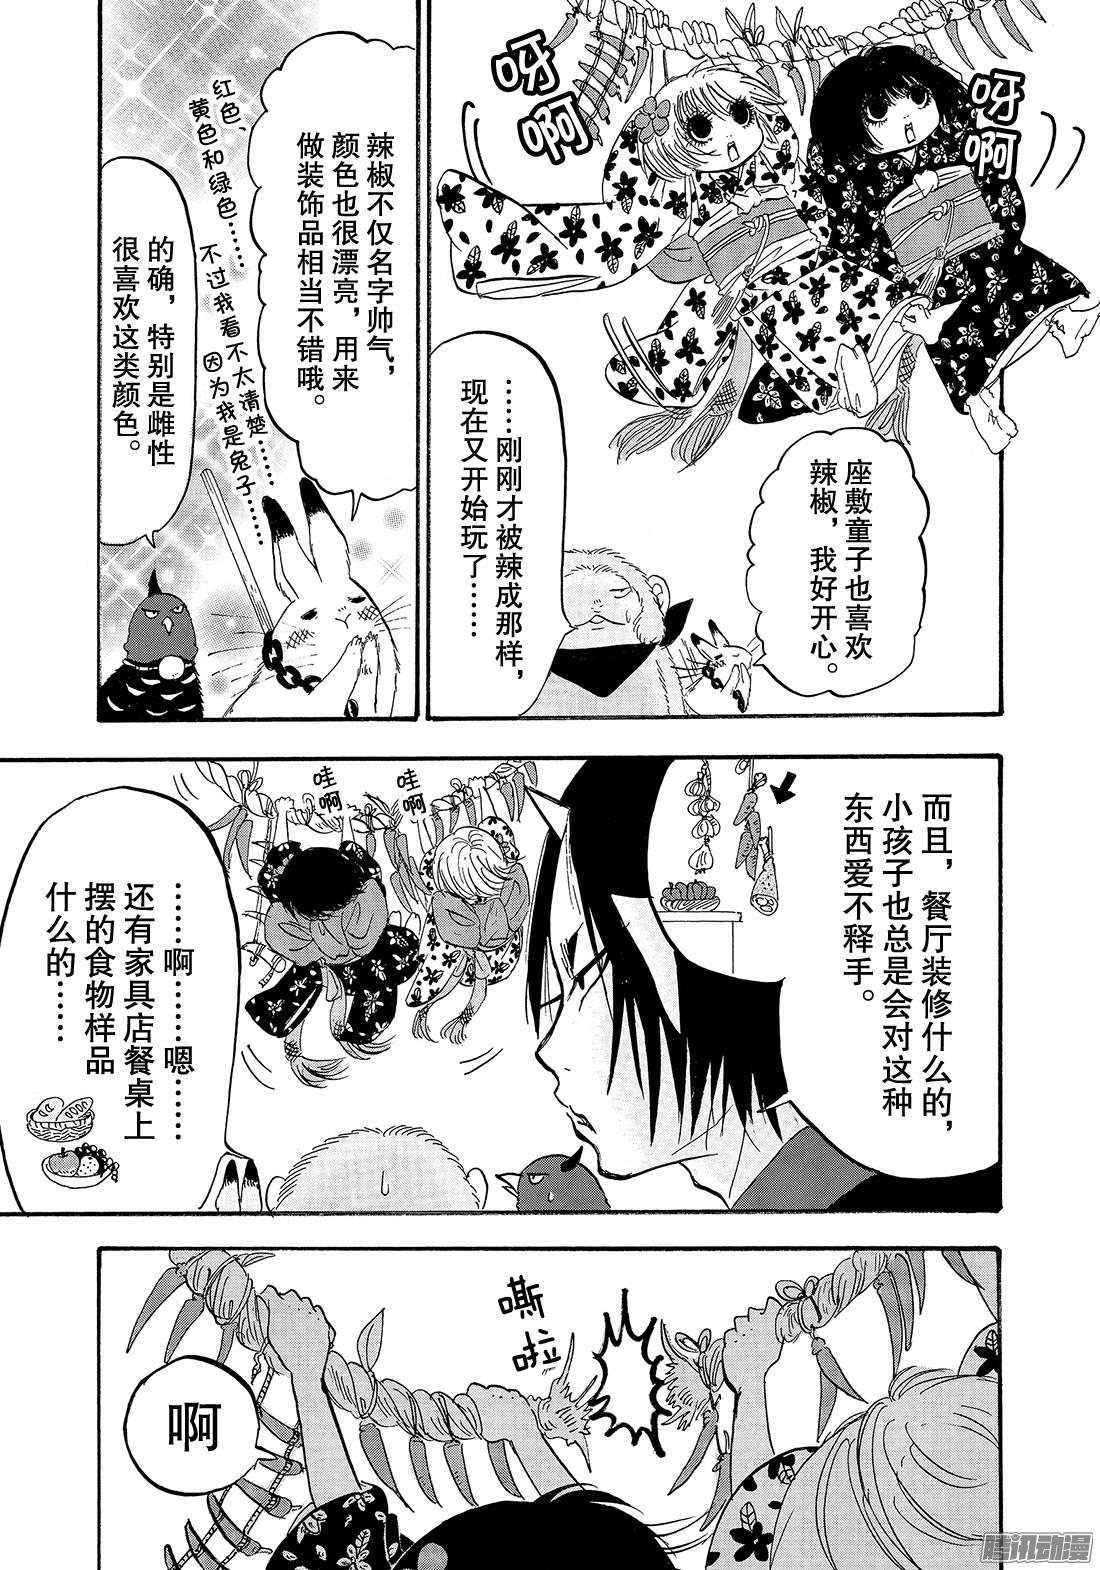 呀啊
呀啊
座敷童子也喜欢
辣椒，我好开心。
……刚刚才被辣成那样，
现在又开始玩了……
辣椒不仅名字帅气，
颜色也很漂亮，用来
做装饰品相当不错哦。
红色、
黄色和绿色……
不过我看不太清楚……
因为我是兔子……
的确，特别是雌性
很喜欢这类颜色。
而且，餐厅装修什么的，
小孩子也总是会对这种
东西爱不释手。
哇啊
哇啊
………啊………嗯………
还有家具店餐桌上
摆的食物样品
什么的……
嘶拉
啊
腾讯动漫